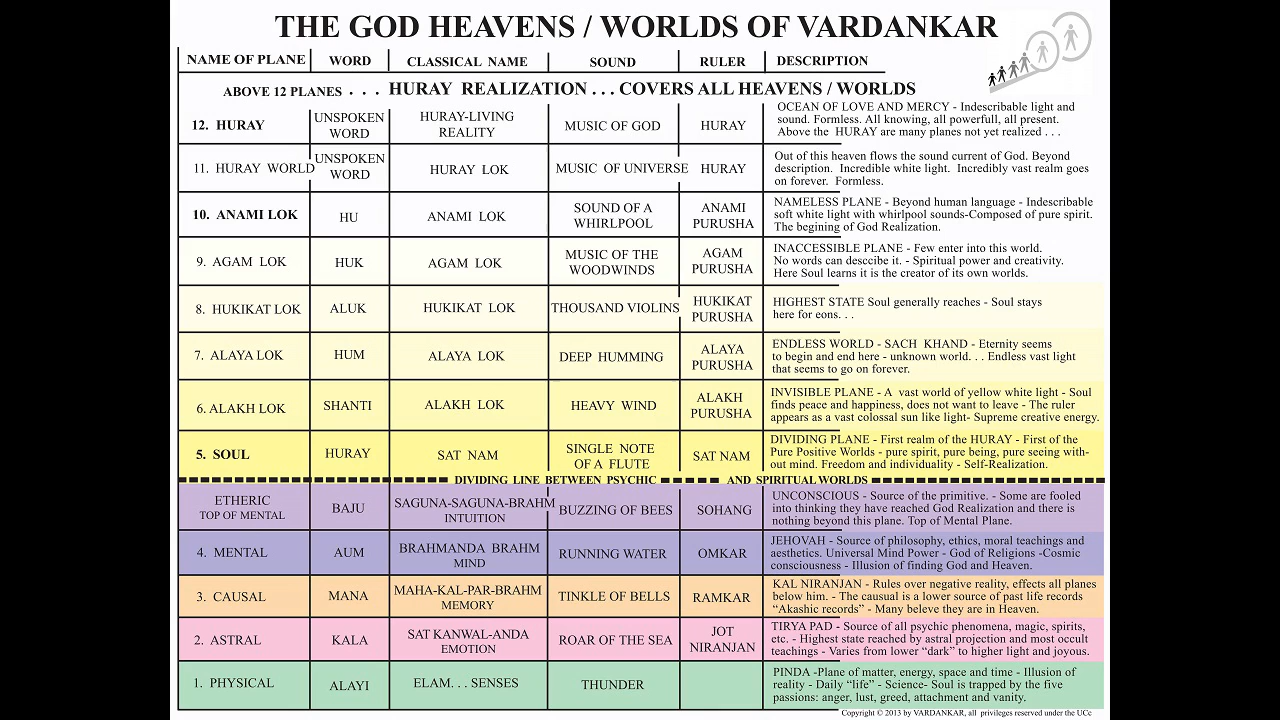 THE GOD HEAVENS / WORLDS OF VARDANKAR
NAME OF PLANE WORD CLASSICAL NAME SOUND RULER DESCRIPTION
ABOVE 12 PLANES . . . HURAY REALIZATION . . . COVERS ALL HEAVENS / WORLDS
12. HURAY
UNSPOKEN
WORD
HURAY-LIVING
REALITY
MUSIC OF GOD
HURAY
OCEAN OF LOVE AND MERCY - Indescribable light and
sound. Formless. All knowing, all powerfull, all present.
Above the HURAY are many planes not yet realized . . .
11. HURAY WORLD
UNSPOKEN
WORD
HURAY LOK
MUSIC OF UNIVERSE
HURAY
Out of this heaven flows the sound current of God. Beyond
description. Incredible white light. Incredibly vast realm goes
on forever. Formless.
10. ANAMI LOK
HU
ANAMI LOK
SOUND OF A
WHIRLPOOL
ANAMI
PURUSHA
NAMELESS PLANE - Beyond human language - Indescribable
soft white light with whirlpool sounds-Composed of pure spirit.
The begining of God Realization.
9. AGAM LOK
HUK
AGAM LOK
MUSIC OF THE
WOODWINDS
AGAM
PURUSHA
INACCESSIBLE PLANE - Few enter into this world.
No words can desccibe it. - Spiritual power and creativity.
Here Soul learns it is the creator of its own worlds.
8. HUKIKAT LOK
ALUK
HUKIKAT LOK
THOUSAND VIOLINS
HUKIKAT
PURUSHA
HIGHEST STATE Soul generally reaches - Soul stays
here for eons. . .
7. ALAYA LOK
HUM
ALAYA LOK
DEEP HUMMING
ALAYA
PURUSHA
ENDLESS WORLD - SACH KHAND - Eternity seems
to begin and end here - unknown world. . . Endless vast light
that seems to go on forever.
6. ALAKH LOK
SHANTI
ALAKH LOK
HEAVY WIND
ALAKH
PURUSHA
INVISIBLE PLANE - A vast world of yellow white light - Soul
finds peace and happiness, does not want to leave - The ruler
appears as a vast colossal sun like light- Supreme creative energy.
5. SOUL
HURAY
SAT NAM
SINGLE NOTE
OF A FLUTE
SAT NAM
DIVIDING PLANE - First realm of the HURAY - First of the
Pure Positive Worlds - pure spirit, pure being, pure seeing with-
out mind. Freedom and individuality - Self-Realization.
DIVIDING LINE BETWEEN PSYCHIC AND SPIRITUAL WORLDS
ETHERIC
TOP OF MENTAL
BAJU
SAGUNA-SAGUNA-BRAHM
INTUITION
BUZZING OF BEES
SOHANG
UNCONSCIOUS - Source of the primitive. - Some are fooled
into thinking they have reached God Realization and there is
nothing beyond this plane. Top of Mental Plane.
4. MENTAL
AUM
BRAHMANDA BRAHM
MIND
RUNNING WATER
OMKAR
JEHOVAH - Source of philosophy, ethics, moral teachings and
aesthetics. Universal Mind Power - God of Religions -Cosmic
consciousness - Illusion of finding God and Heaven.
3. CAUSAL
MANA
MAHA-KAL-PAR-BRAHM
MEMORY
TINKLE OF BELLS
RAMKAR
KAL NIRANJAN - Rules over negative reality, effects all planes
below him. - The causual is a lower source of past life records
“Akashic records” - Many beleve they are in Heaven.
2. ASTRAL
KALA
SAT KANWAL-ANDA
EMOTION
ROAR OF THE SEA
JOT
NIRANJAN
TIRYA PAD - Source of all psychic phenomena, magic, spirits,
etc. - Highest state reached by astral projection and most occult
teachings - Varies from lower “dark” to higher light and joyous.
1. PHYSICAL
ALAYI
ELAM. . . SENSES
THUNDER
PINDA -Plane of matter, energy, space and time - Illusion of
reality - Daily “life” - Science- Soul is trapped by the five
passions: anger, lust, greed, attachment and vanity.
Copyright © 2013 by VARDANKAR, all privileges reserved under the UCc